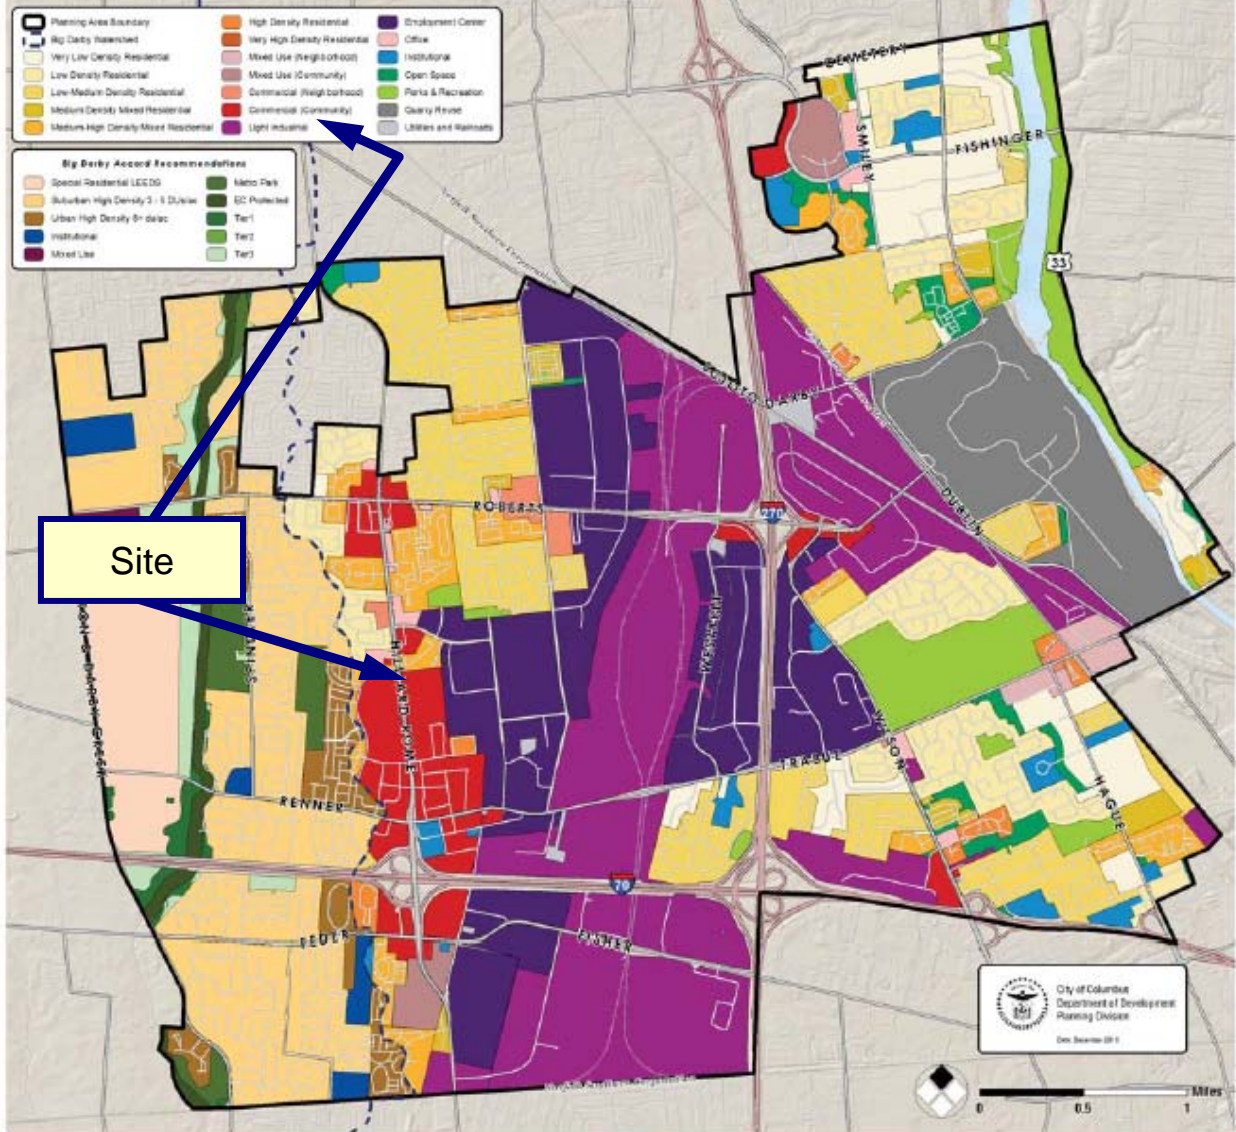 Planning Area Boundary
Big Darby Watershed
Very Low Density Residential
Low Density Residential
Low-Medium Density Residential
Medium Density Mixed Residential
Medium-High Density Mixed Residential
High Density Residential
Very High Density Residential
Mixed Use (Neighborhood)
Mixed Use (Community)
Commercial (Neighborhood)
Commercial (Community)
Light Industrial
Employment Center
Office
Institutional
Open Space
Parks & Recreation
Quarry Reuse
Utilities and Railroads
Big Darby Accord Recommendations
Special Residential LEEDS
Suburban High Density 3 - 5 DU/ac
Urban High Density 5+ du/ac
Institutional
Mixed Use
Metro Park
EC Protected
Tier1
Tier2
Tier3
CEMETERY
SMILEY
FISHINGER
33
SCIOTO DARBY
ROBERTS
270
DUBLIN
Site
HILLIARD ROME
WESTBELT
WILSON
TRABUE
HAGUE
RENNER
70
FEDER
FISHER
City of Columbus
Department of Development
Planning Division
0
0.5
1
Miles